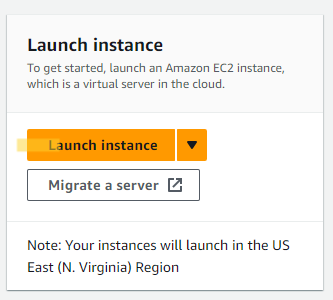 Launch instance
To get started, launch an Amazon EC2 instance,
which is a virtual server in the cloud.
Launch instance
Migrate a server
Note: Your instances will launch in the US
East (N. Virginia) Region